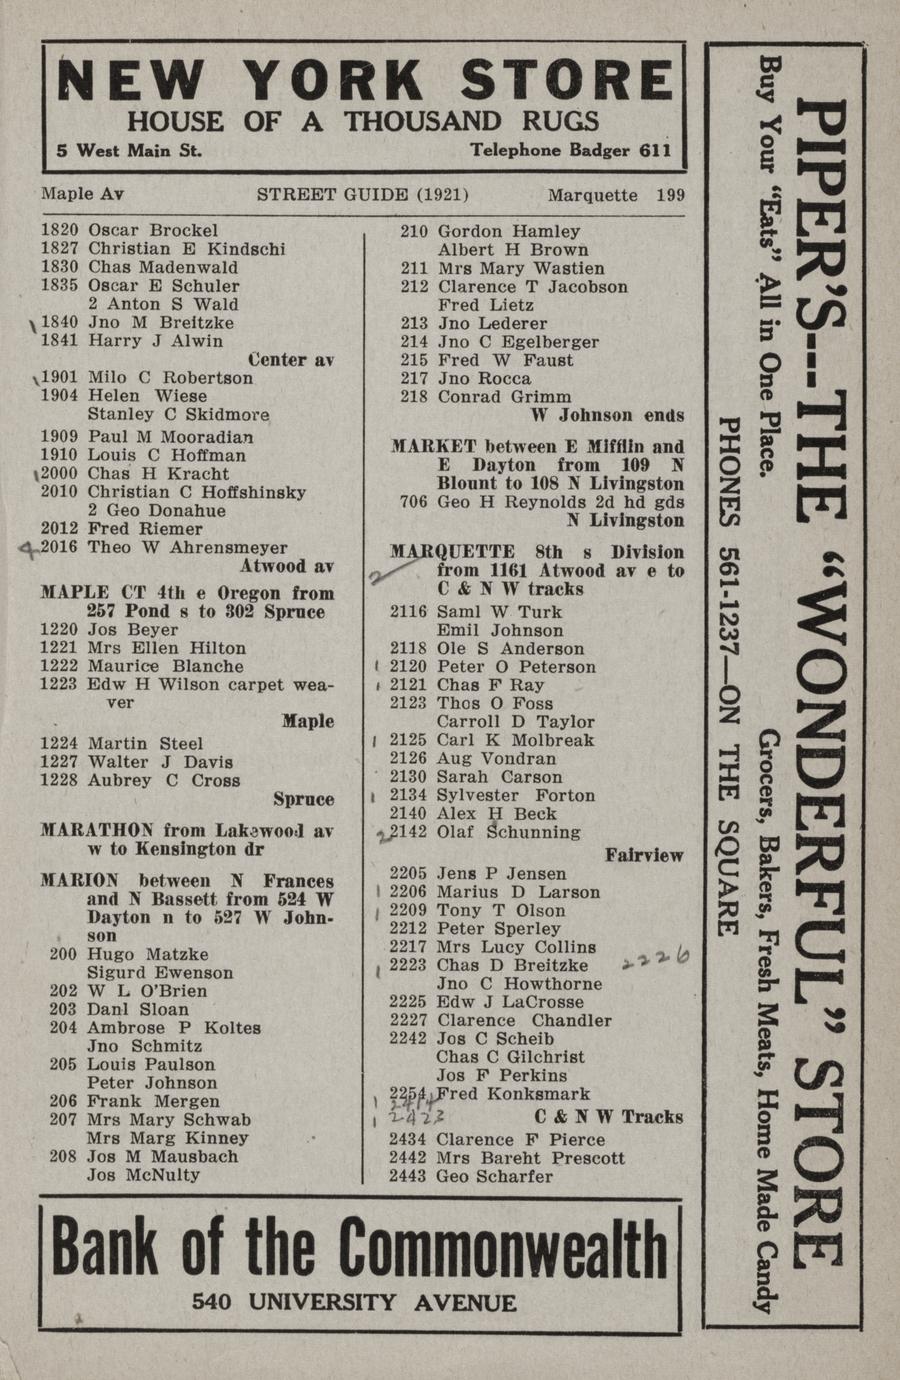 NEW YORK STORE
HOUSE OF A THOUSAND RUGS
5 West Main St. Telephone Badger 611
Maple Av STREET GUIDE (1921) Marquette 199
1820 Oscar Brockel
1827 Christian E Kindschi
1830 Chas Madenwald
1835 Oscar E Schuler
2 Anton S Wald
1840 Jno M Breitzke
1841 Harry J Alwin
Center av
1901 Milo C Robertson
1904 Helen Wiese
Stanley C Skidmore
1909 Paul M Mooradian
1910 Louis C Hoffman
2000 Chas H Kracht
2010 Christian C Hoffshinsky
2 Geo Donahue
2012 Fred Riemer
4 2016 Theo W Ahrensmeyer
Atwood av
MAPLE CT 4th e Oregon from
257 Pond s to 302 Spruce
1220 Jos Beyer
1221 Mrs Ellen Hilton
1222 Maurice Blanche
1223 Edw H Wilson carpet wea-
ver
Maple
1224 Martin Steel
1227 Walter J Davis
1228 Aubrey C Cross
Spruce
MARATHON from Lakewood av
w to Kensington dr
MARION between N Frances
and N Bassett from 524 W
Dayton n to 527 W John-
son
200 Hugo Matzke
Sigurd Ewenson
202 W L O'Brien
203 Danl Sloan
204 Ambrose P Koltes
Jno Schmitz
205 Louis Paulson
Peter Johnson
206 Frank Mergen
207 Mrs Mary Schwab
Mrs Marg Kinney
208 Jos M Mausbach
Jos McNulty
210 Gordon Hamley
Albert H Brown
211 Mrs Mary Wastien
212 Clarence T Jacobson
Fred Lietz
213 Jno Lederer
214 Jno C Egelberger
215 Fred W Faust
217 Jno Rocca
218 Conrad Grimm
W Johnson ends
MARKET between E Mifflin and
E Dayton from 109 N
Blount to 108 N Livingston
706 Geo H Reynolds 2d hd gds
N Livingston
MARQUETTE 8th s Division
2 from 1161 Atwood av e to
C & N W tracks
2116 Saml W Turk
Emil Johnson
2118 Ole S Anderson
2120 Peter O Peterson
2121 Chas F Ray
2123 Thos O Foss
Carroll D Taylor
2125 Carl K Molbreak
2126 Aug Vondran
2130 Sarah Carson
2134 Sylvester Forton
2140 Alex H Beck
2 2142 Olaf Schunning
Fairview
2205 Jens P Jensen
2206 Marius D Larson
2209 Tony T Olson
2212 Peter Sperley
2217 Mrs Lucy Collins
2223 Chas D Breitzke 2226
Jno C Howthorne
2225 Edw J LaCrosse
2227 Clarence Chandler
2242 Jos C Scheib
Chas C Gilchrist
Jos F Perkins
2254 Fred Konksmark
2423 C & N W Tracks
2434 Clarence F Pierce
2442 Mrs Bareht Prescott
2443 Geo Scharfer
Bank of the Commonwealth
540 UNIVERSITY AVENUE
PIPER'S---THE "WONDERFUL" STORE
Buy Your "Eats" All in One Place. Grocers, Bakers, Fresh Meats, Home Made Candy
PHONES 561-1237—ON THE SQUARE